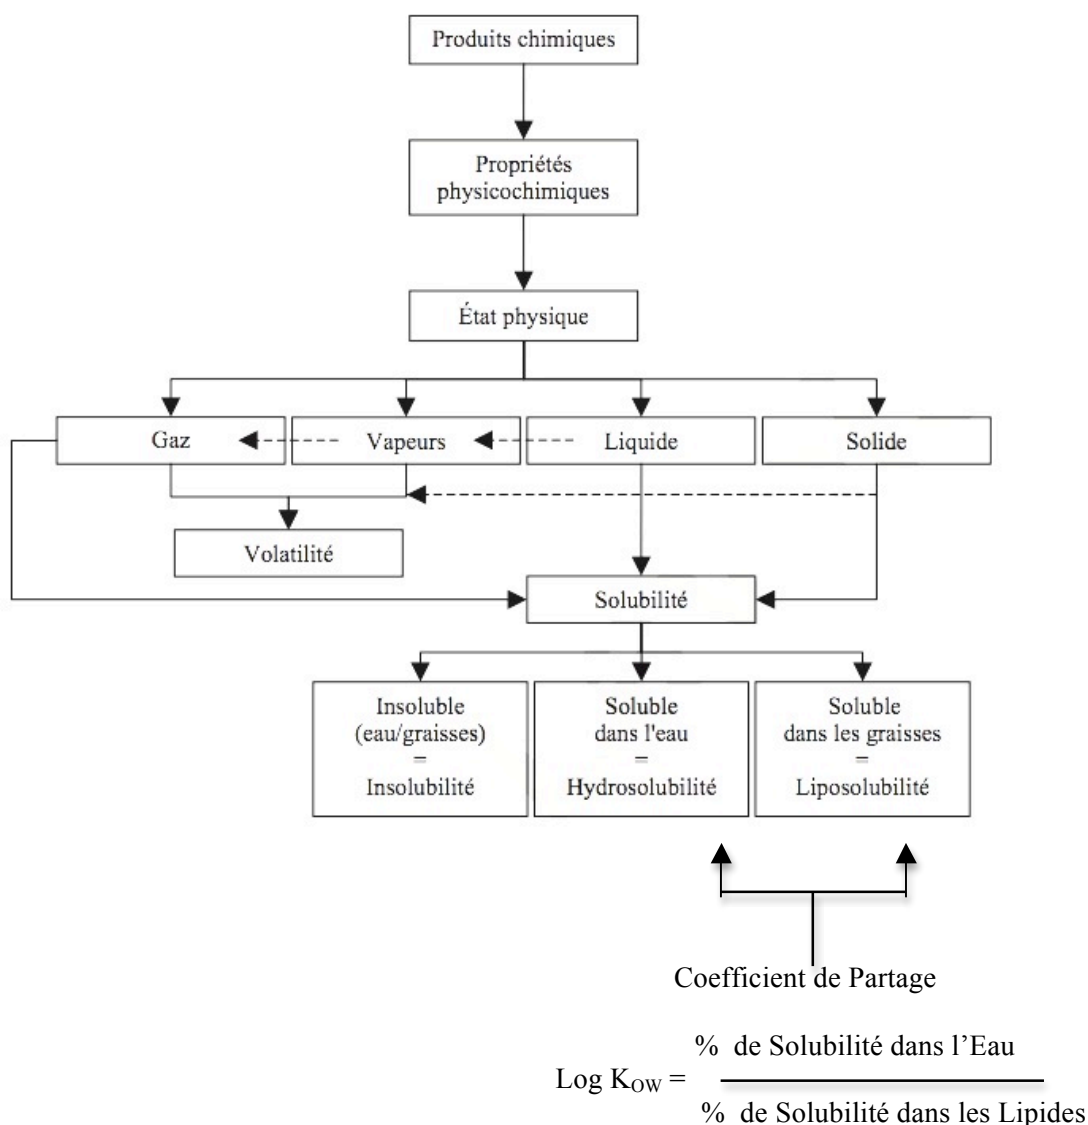 Produits chimiques
Propriétés
physicochimiques
État physique
Gaz
Vapeurs
Liquide
Solide
Volatilité
Solubilité
Insoluble
(eau/graisses)
=
Insolubilité
Soluble
dans l'eau
=
Hydrosolubilité
Soluble
dans les graisses
=
Liposolubilité
Coefficient de Partage
% de Solubilité dans l’Eau
Log KOW =
% de Solubilité dans les Lipides